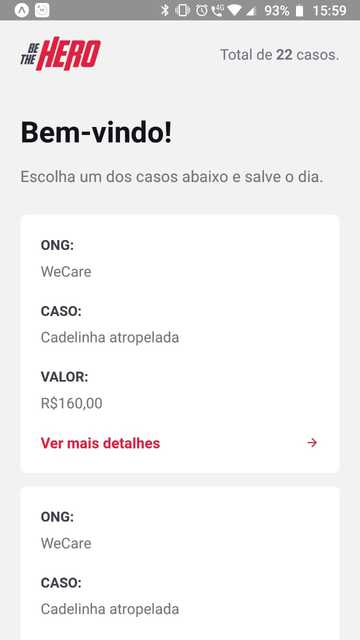 4G 93% 15:59
BE THE HERO
Total de 22 casos.
Bem-vindo!
Escolha um dos casos abaixo e salve o dia.
ONG:
WeCare
CASO:
Cadelinha atropelada
VALOR:
R$160,00
Ver mais detalhes
ONG:
WeCare
CASO:
Cadelinha atropelada